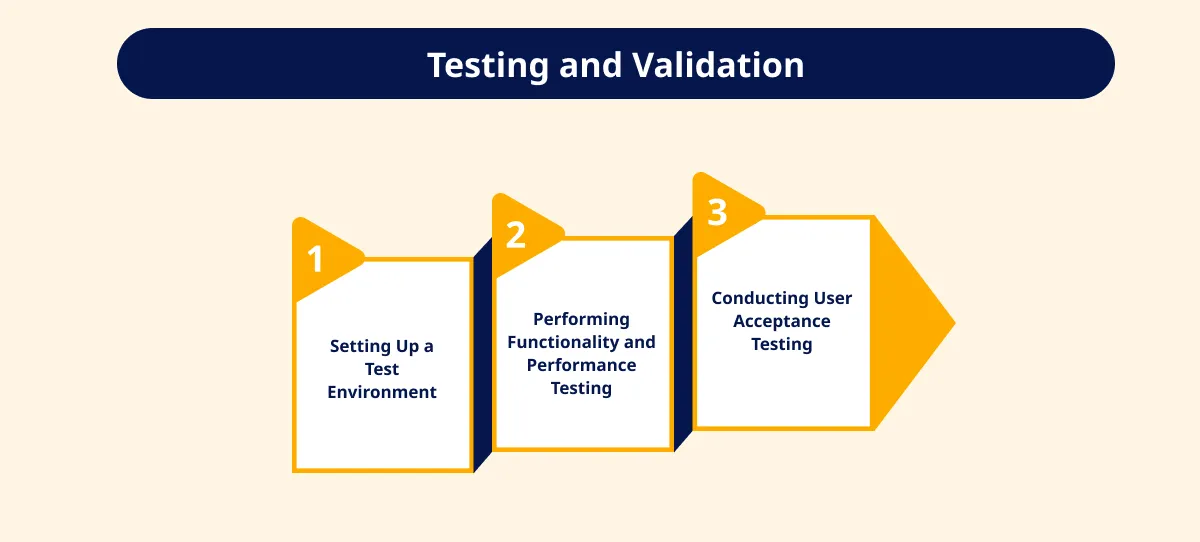 Testing and Validation
1
Setting Up a
Test
Environment
2
Performing
Functionality and
Performance
Testing
3
Conducting User
Acceptance
Testing